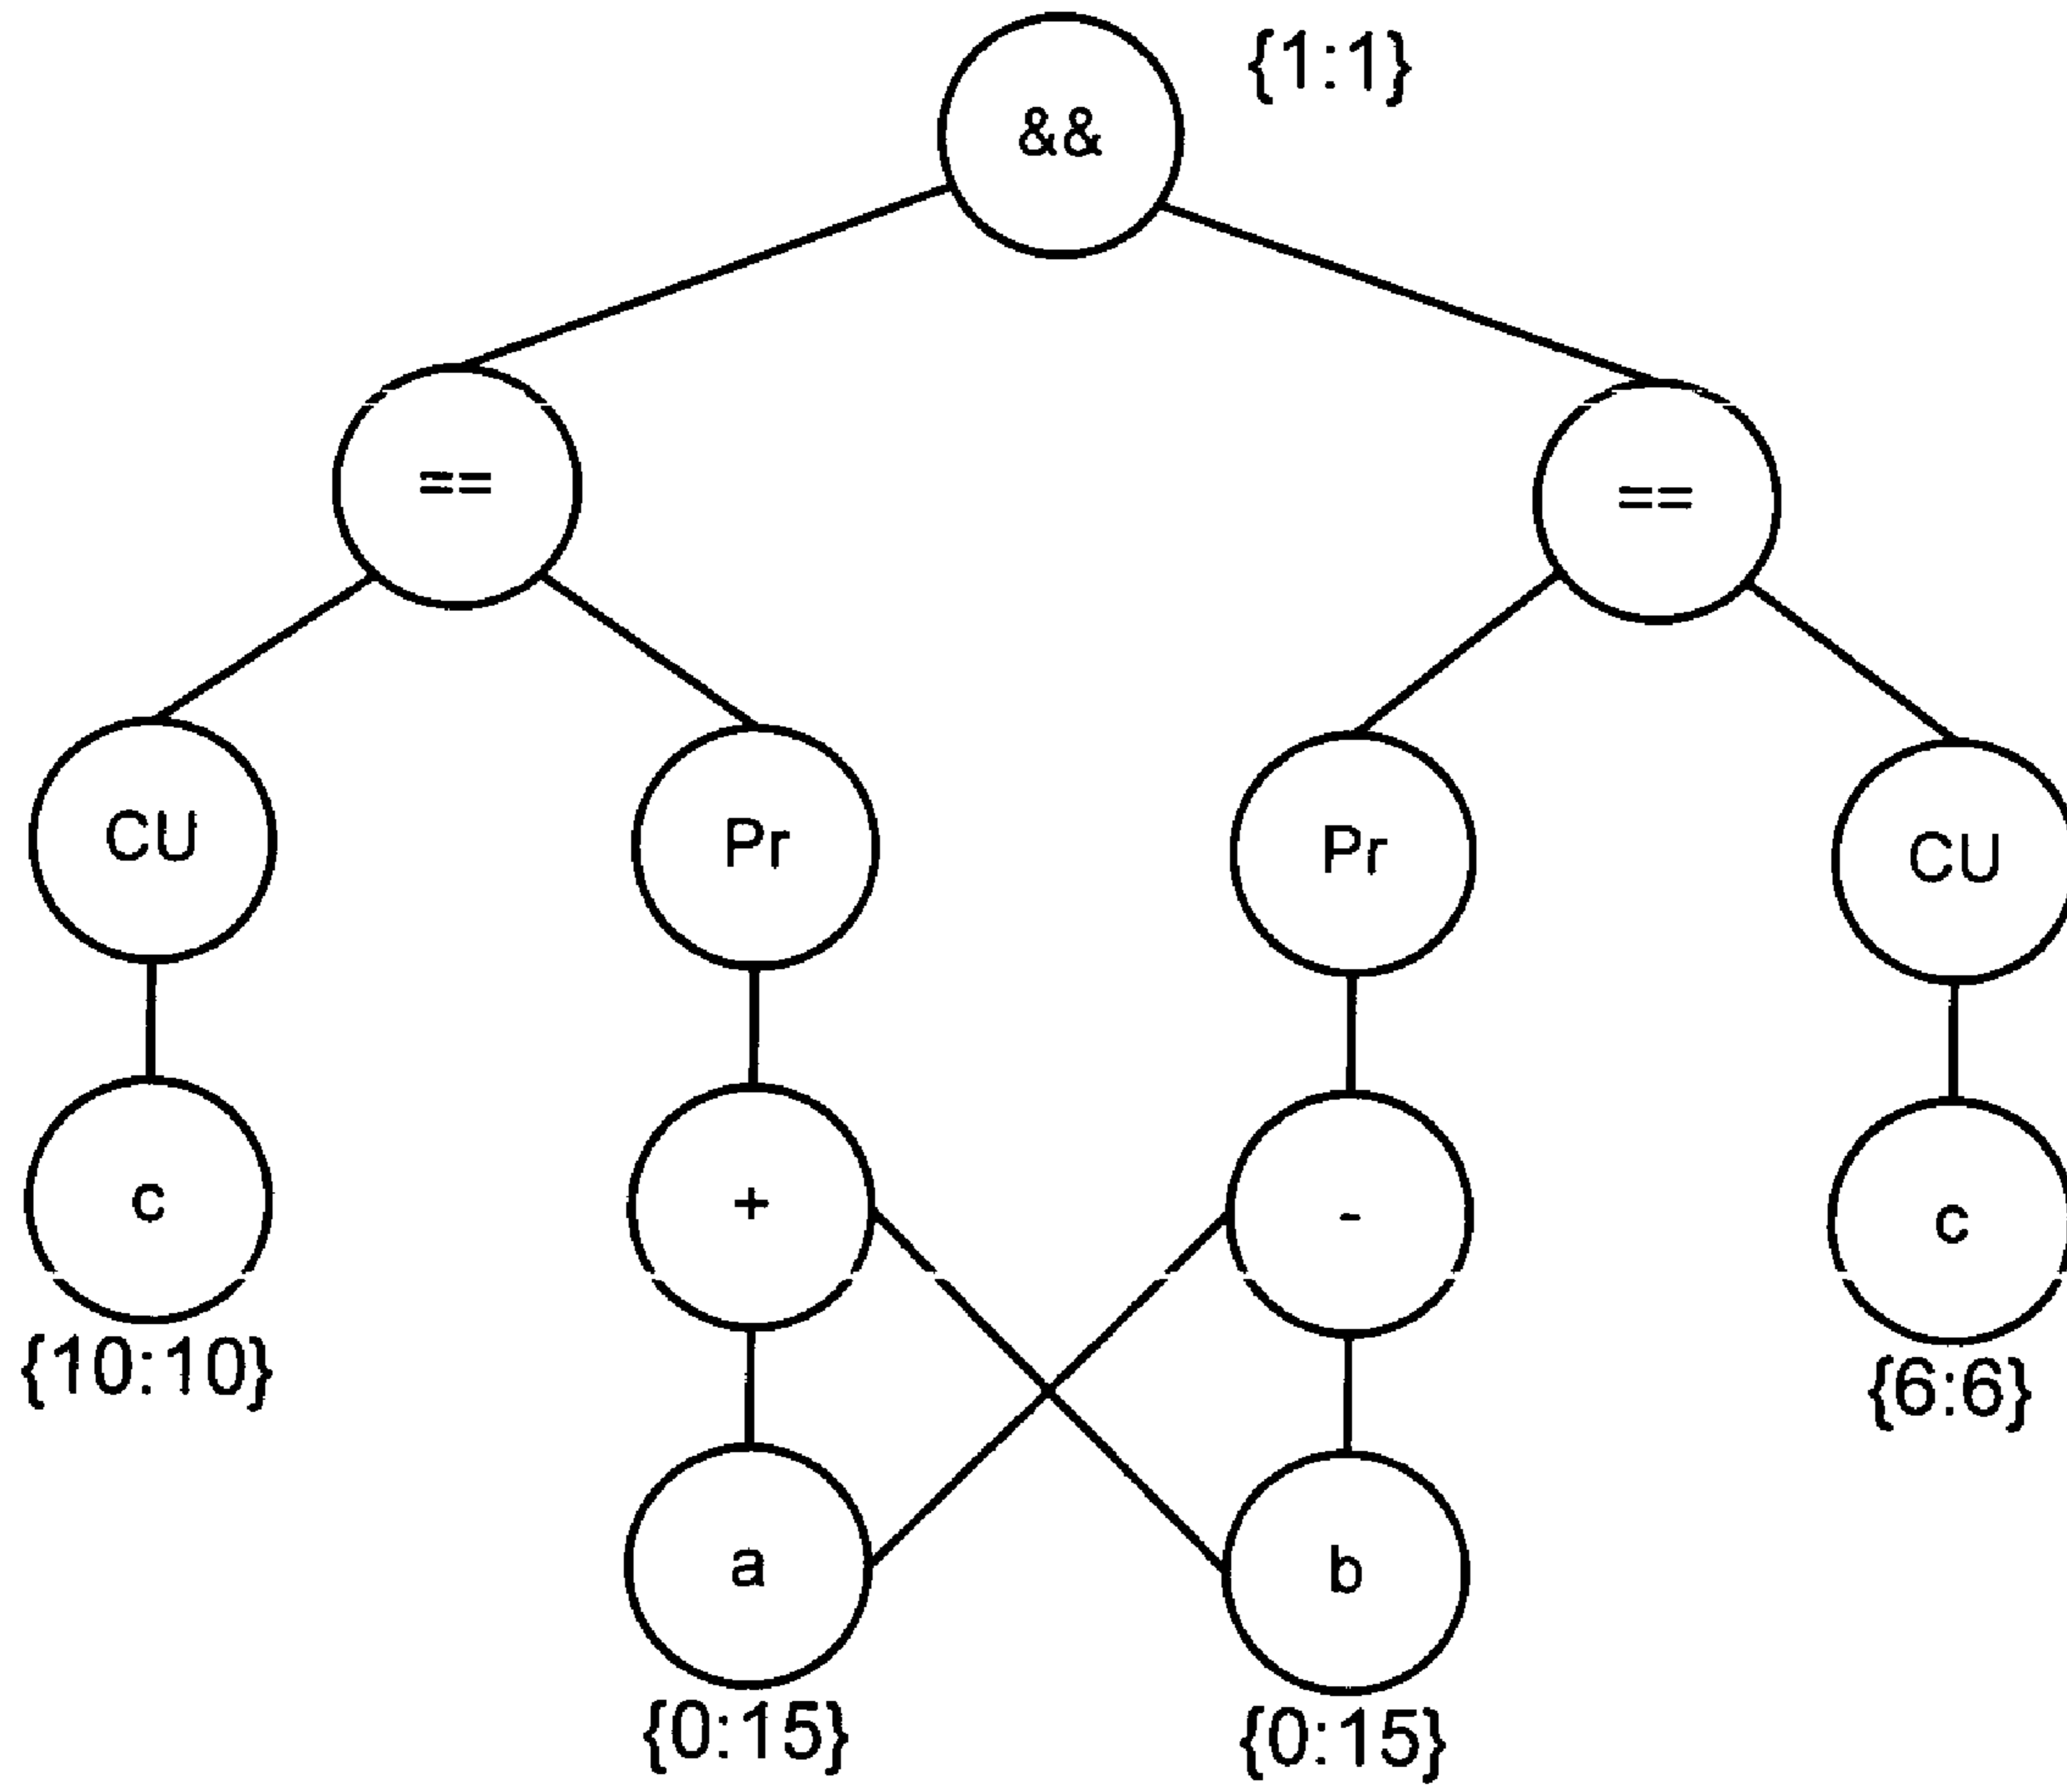 {1:1}
&&
==
==
CU
Pr
Pr
CU
c
+
-
c
{10:10}
{6:6}
a
b
{0:15}
{0:15}